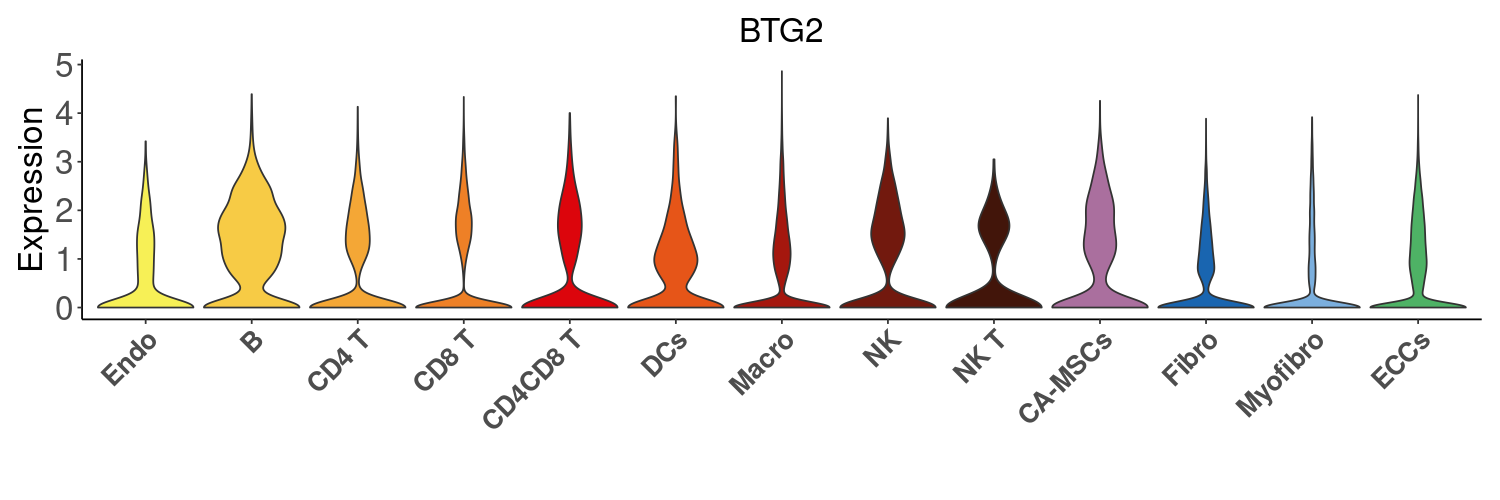 BTG2
Expression
5
4
3
2
1
0
Endo
B
CD4 T
CD8 T
CD4CD8 T
DCs
Macro
NK
NK T
CA-MSCs
Fibro
Myofibro
ECCs